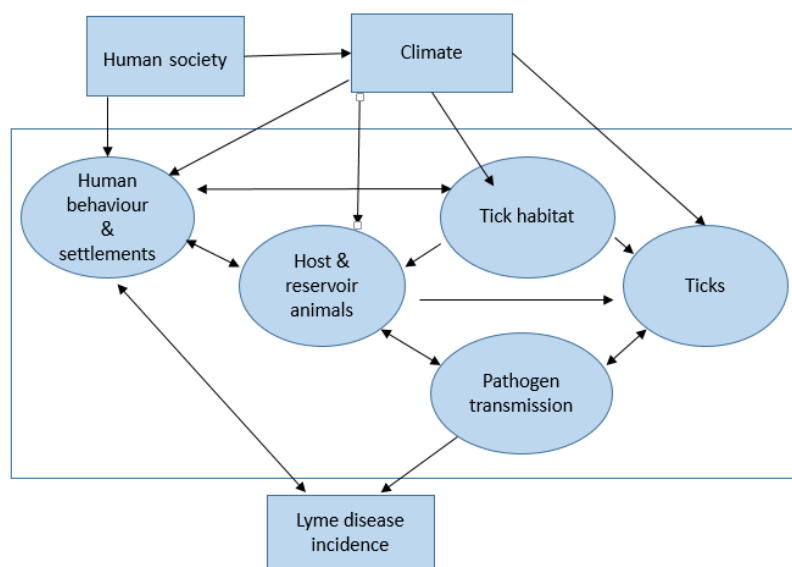 Human society
Climate
Human
behaviour
&
settlements
Tick habitat
Host &
reservoir
animals
Ticks
Pathogen
transmission
Lyme disease
incidence